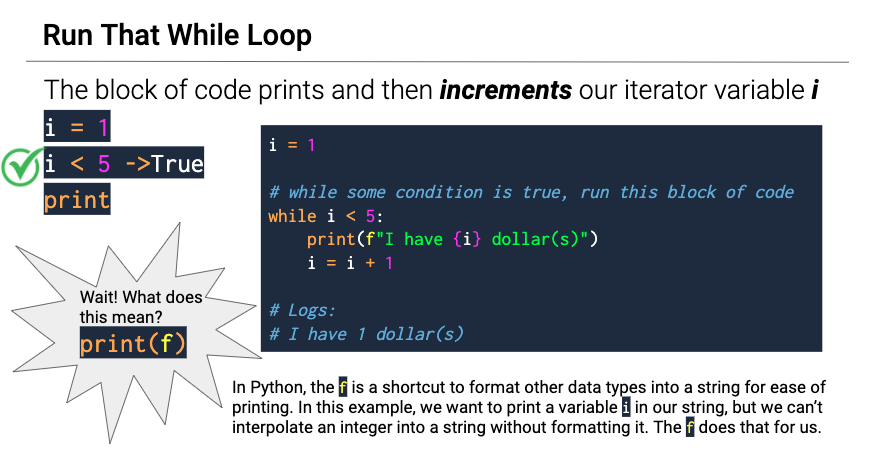 Run That While Loop
The block of code prints and then increments our iterator variable i
i = 1
i < 5 ->True
print
i = 1
# while some condition is true, run this block of code
while i < 5:
    print(f"I have {i} dollar(s)")
    i = i + 1
# Logs:
# I have 1 dollar(s)
Wait! What does
this mean?
print(f)
In Python, the f is a shortcut to format other data types into a string for ease of
printing. In this example, we want to print a variable i in our string, but we can't
interpolate an integer into a string without formatting it. The f does that for us.